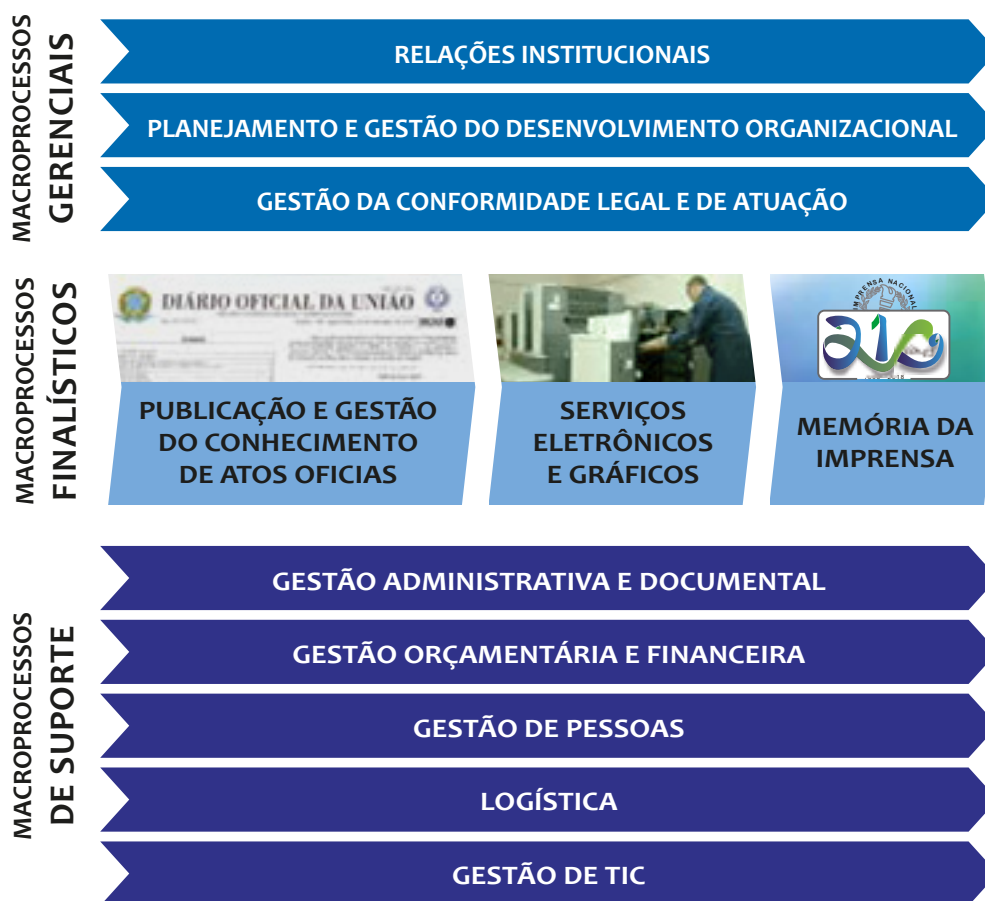 MACROPROCESSOS
GERENCIAIS
RELAÇÕES INSTITUCIONAIS
PLANEJAMENTO E GESTÃO DO DESENVOLVIMENTO ORGANIZACIONAL
GESTÃO DA CONFORMIDADE LEGAL E DE ATUAÇÃO
MACROPROCESSOS
FINALÍSTICOS
DIÁRIO OFICIAL DA UNIÃO
PUBLICAÇÃO E GESTÃO
DO CONHECIMENTO
DE ATOS OFICIAS
SERVIÇOS
ELETRÔNICOS
E GRÁFICOS
IMPRENSA NACIONAL
210
MEMÓRIA DA
IMPRENSA
MACROPROCESSOS
DE SUPORTE
GESTÃO ADMINISTRATIVA E DOCUMENTAL
GESTÃO ORÇAMENTÁRIA E FINANCEIRA
GESTÃO DE PESSOAS
LOGÍSTICA
GESTÃO DE TIC